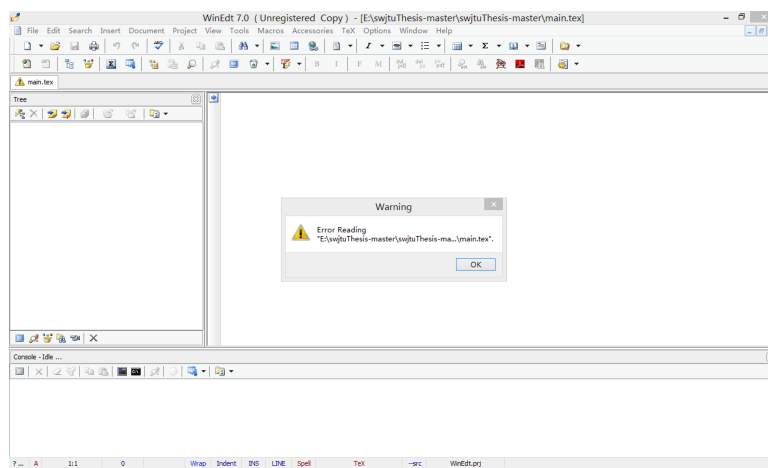 WinEdt 7.0 ( Unregistered Copy ) - [E:\swjtuThesis-master\swjtuThesis-master\main.tex]
File Edit Search Insert Document Project View Tools Macros Accessories TeX Options Window Help
B I F M
main.tex
Tree
Warning
Error Reading
"E:\swjtuThesis-master\swjtuThesis-ma...\main.tex".
OK
Console - Idle ...
? ... A 1:1 0 Wrap Indent INS LINE Spell TeX --src WinEdt.prj